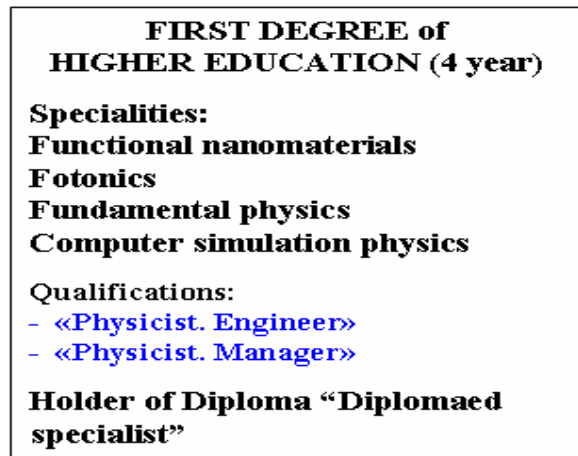 FIRST DEGREE of
HIGHER EDUCATION (4 year)
Specialities:
Functional nanomaterials
Fotonics
Fundamental physics
Computer simulation physics
Qualifications:
- «Physicist. Engineer»
- «Physicist. Manager»
Holder of Diploma “Diplomaed
specialist”